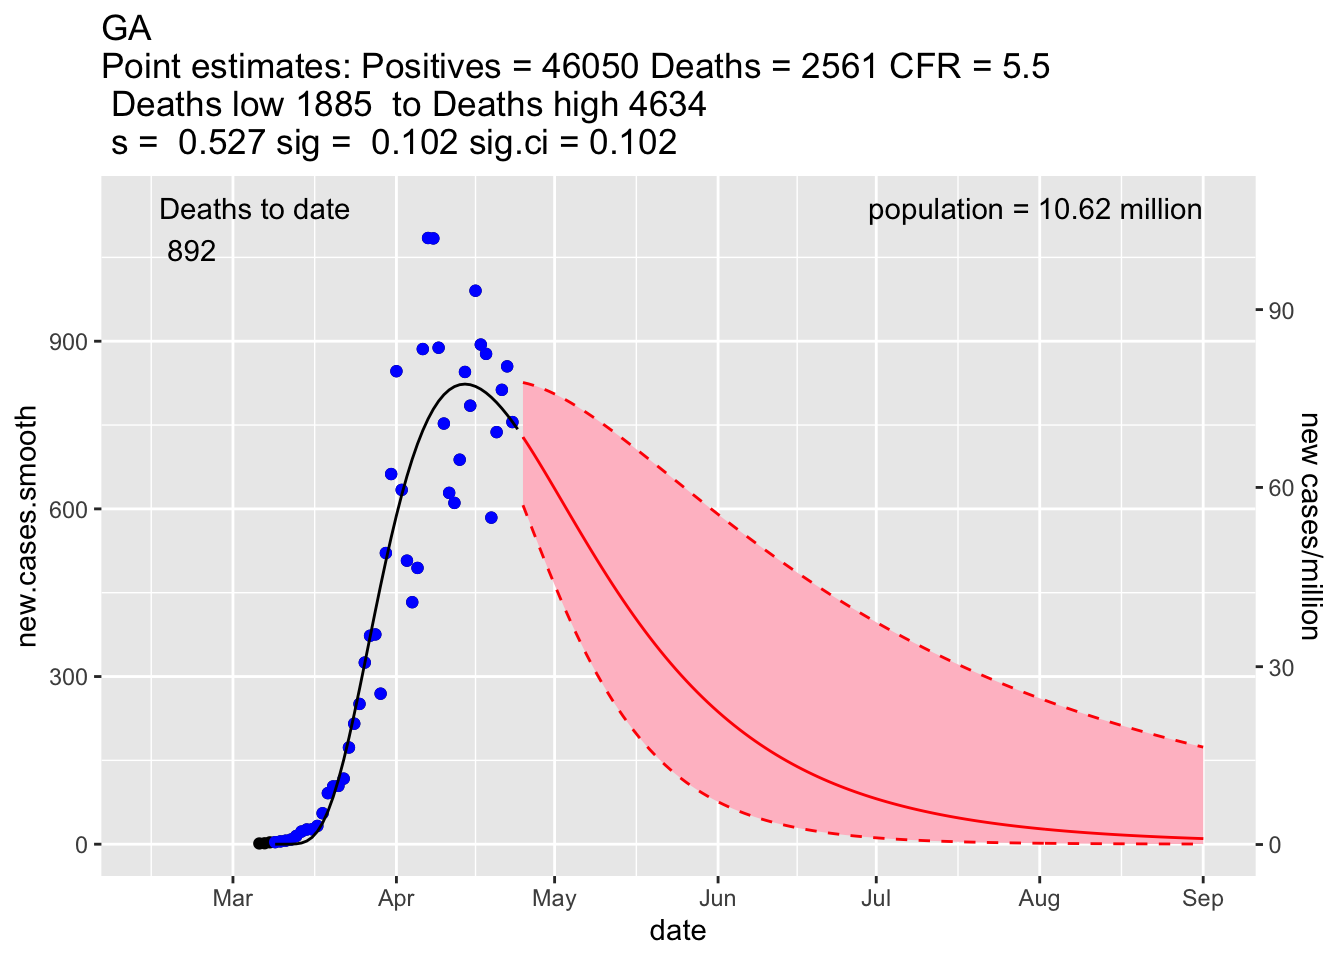 GA
Point estimates: Positives = 46050 Deaths = 2561 CFR = 5.5
Deaths low 1885  to Deaths high 4634
s =  0.527 sig =  0.102 sig.ci = 0.102
Deaths to date
892
population = 10.62 million
new.cases.smooth
900
600
300
0
new cases/million
90
60
30
0
Mar
Apr
May
Jun
Jul
Aug
Sep
date